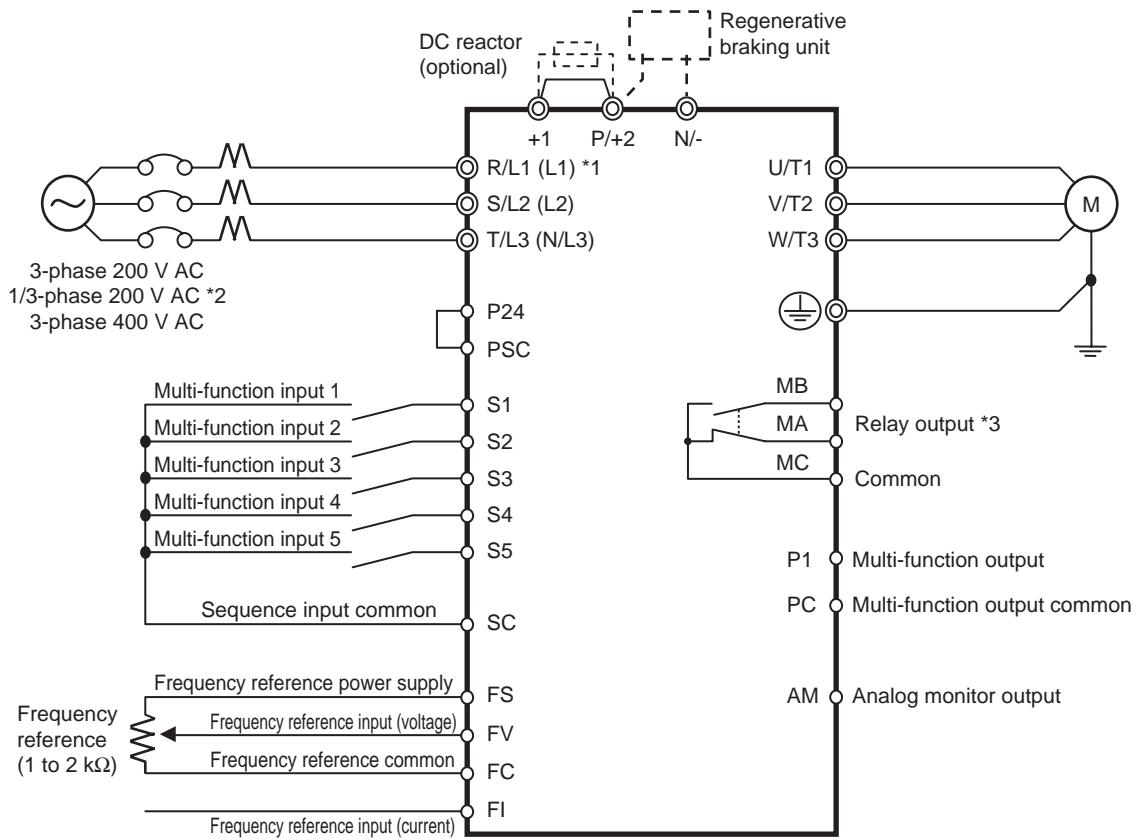 Regenerative
braking unit
DC reactor
(optional)
+1
P/+2
N/-
R/L1 (L1) *1
S/L2 (L2)
T/L3 (N/L3)
3-phase 200 V AC
1/3-phase 200 V AC *2
3-phase 400 V AC
U/T1
V/T2
W/T3
M
P24
PSC
Multi-function input 1
S1
Multi-function input 2
S2
Multi-function input 3
S3
Multi-function input 4
S4
Multi-function input 5
S5
Sequence input common
SC
MB
MA
Relay output *3
MC
Common
P1
Multi-function output
PC
Multi-function output common
AM
Analog monitor output
Frequency reference power supply
FS
Frequency
reference
(1 to 2 kΩ)
Frequency reference input (voltage)
FV
Frequency reference common
FC
FI
Frequency reference input (current)